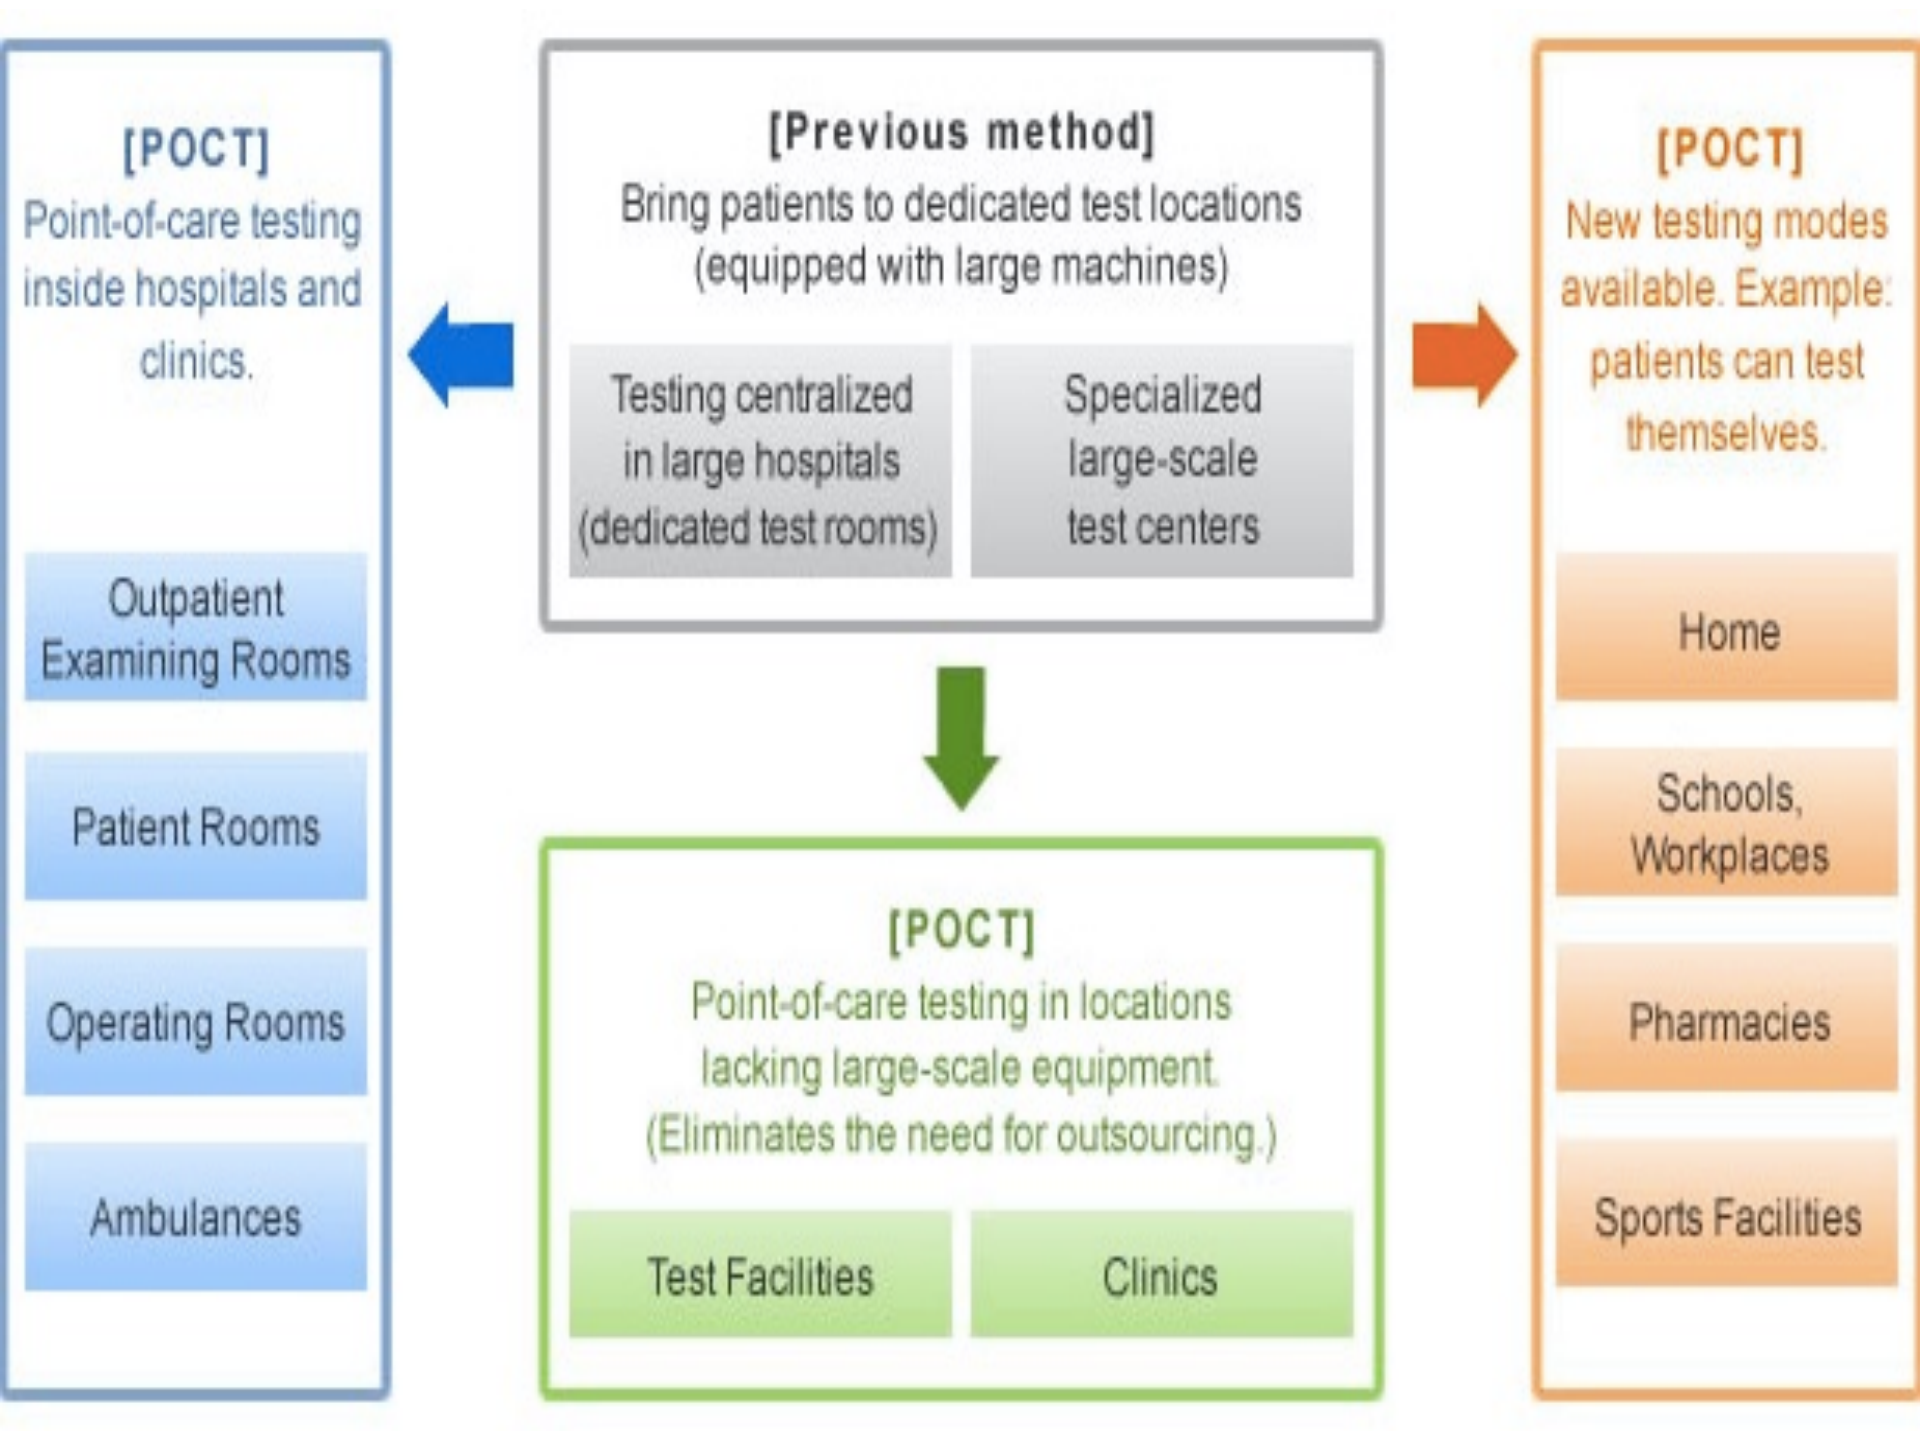 [POCT]
Point-of-care testing
inside hospitals and
clinics.
Outpatient
Examining Rooms
Patient Rooms
Operating Rooms
Ambulances
[Previous method]
Bring patients to dedicated test locations
(equipped with large machines)
Testing centralized
in large hospitals
(dedicated test rooms)
Specialized
large-scale
test centers
[POCT]
Point-of-care testing in locations
lacking large-scale equipment.
(Eliminates the need for outsourcing.)
Test Facilities
Clinics
[POCT]
New testing modes
available. Example:
patients can test
themselves.
Home
Schools,
Workplaces
Pharmacies
Sports Facilities